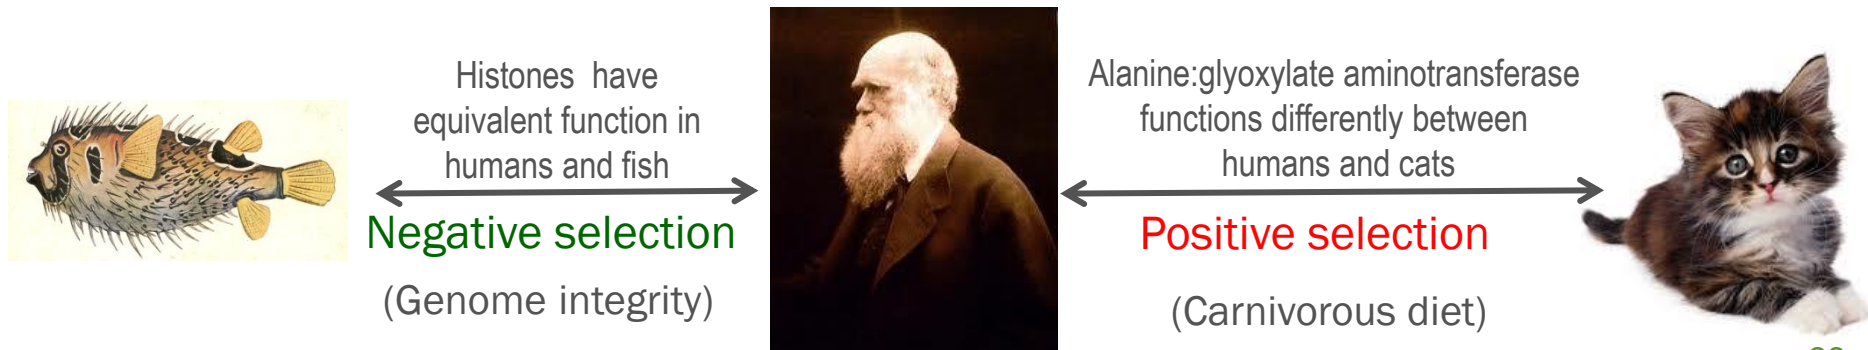 Histones have
equivalent function in
humans and fish
Negative selection
(Genome integrity)
Alanine:glyoxylate aminotransferase
functions differently between
humans and cats
Positive selection
(Carnivorous diet)